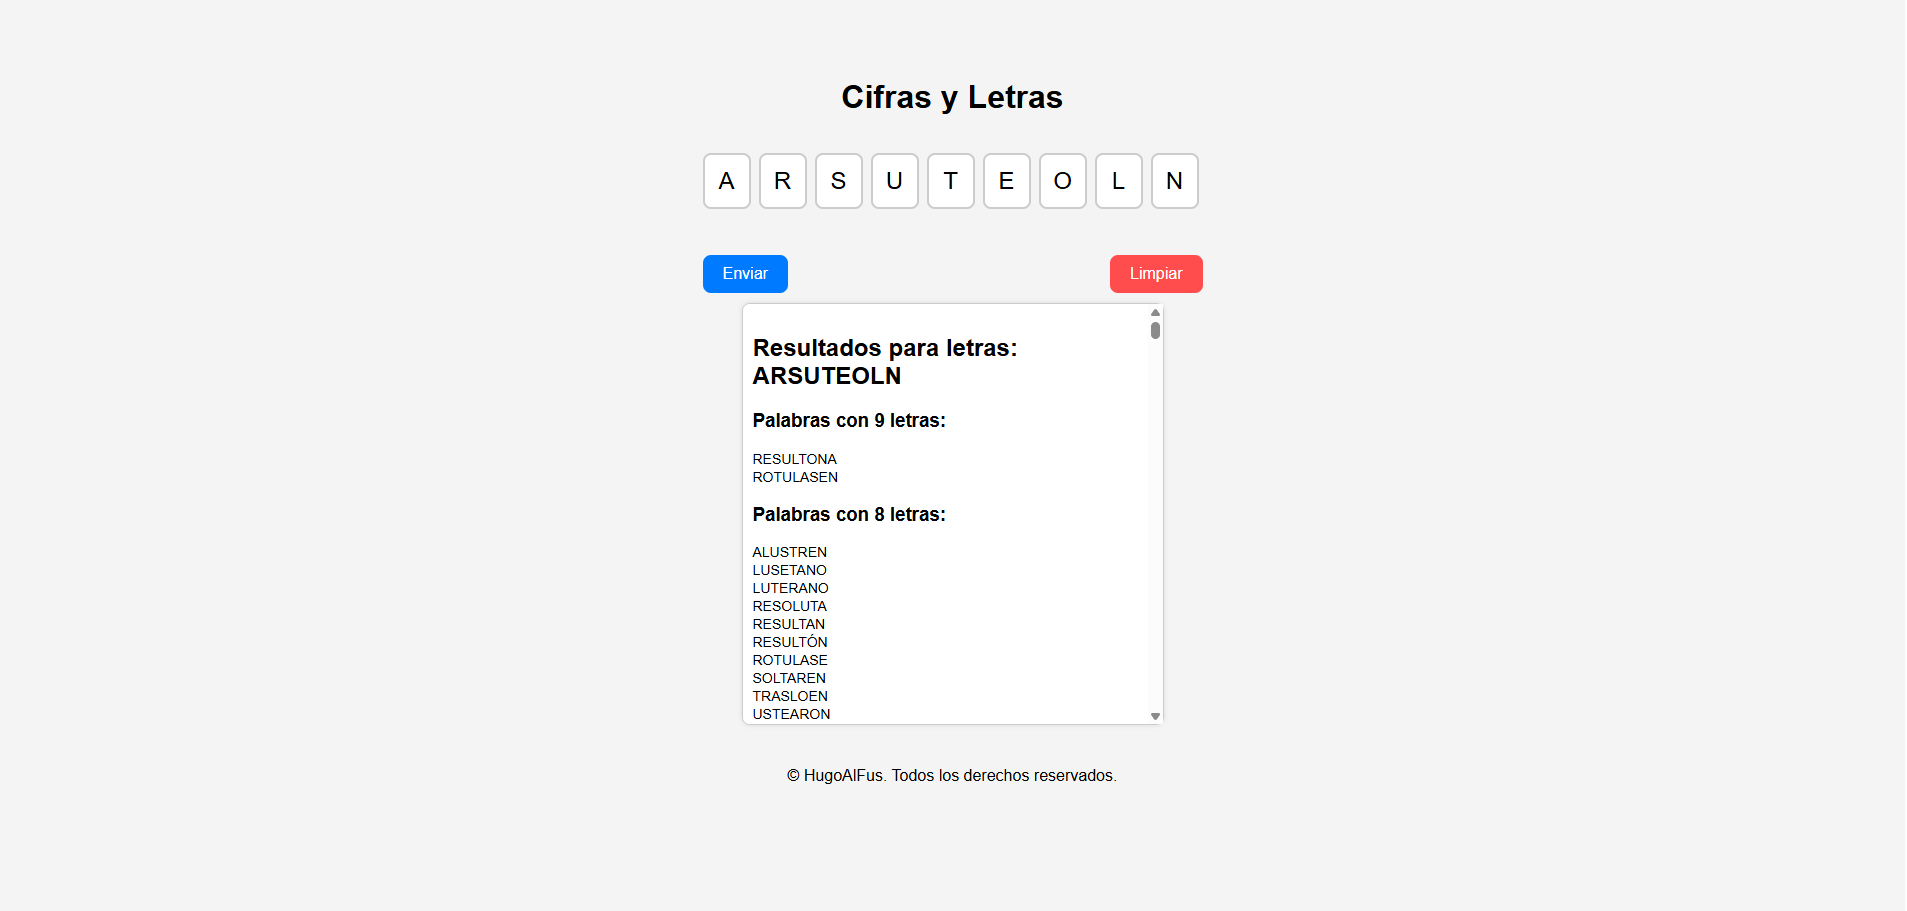 Cifras y Letras
A R S U T E O L N
Enviar Limpiar
Resultados para letras:
ARSUTEOLN
Palabras con 9 letras:
RESULTONA
ROTULASEN
Palabras con 8 letras:
ALUSTREN
LUSETANO
LUTERANO
RESOLUTA
RESULTAN
RESULTÓN
ROTULASE
SOLTAREN
TRASLOEN
USTEARON
© HugoAlFus. Todos los derechos reservados.